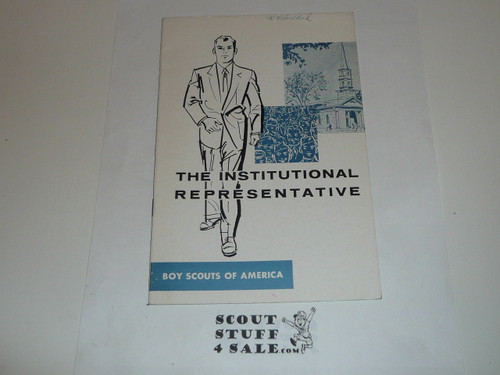 THE INSTITUTIONAL
REPRESENTATIVE
BOY SCOUTS OF AMERICA
SCOUT
STUFF
4 SALE.com